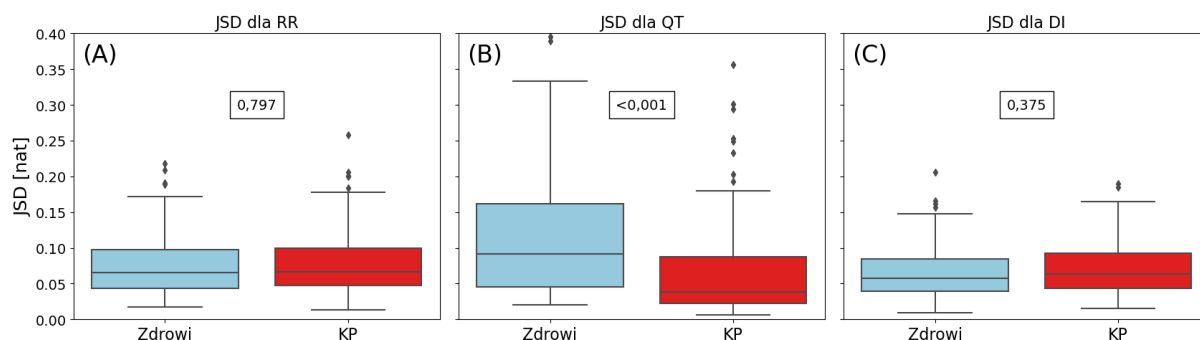 JSD dla RR
JSD dla QT
JSD dla DI
(A)
(B)
(C)
0,797
<0,001
0,375
JSD [nat]
0.40
0.35
0.30
0.25
0.20
0.15
0.10
0.05
0.00
Zdrowi KP
Zdrowi KP
Zdrowi KP